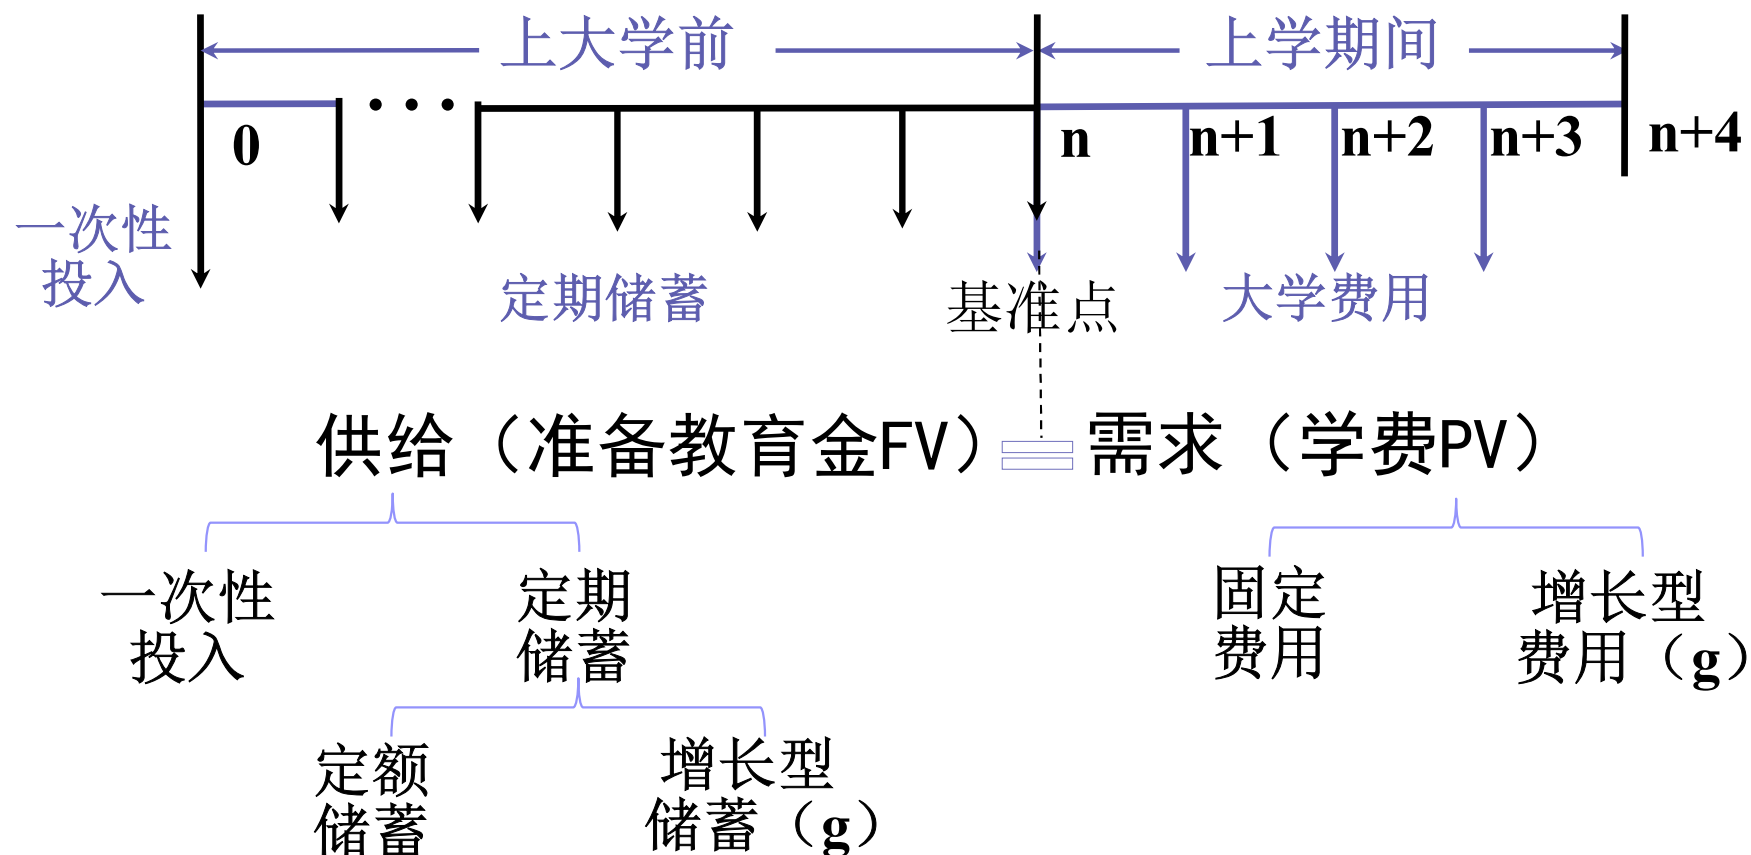 上大学前
上学期间
0
n
n+1
n+2
n+3
n+4
一次性
投入
定期储蓄
基准点
大学费用
供给（准备教育金FV）
需求（学费PV）
一次性
投入
定期
储蓄
固定
费用
增长型
费用（g）
定额
储蓄
增长型
储蓄（g）